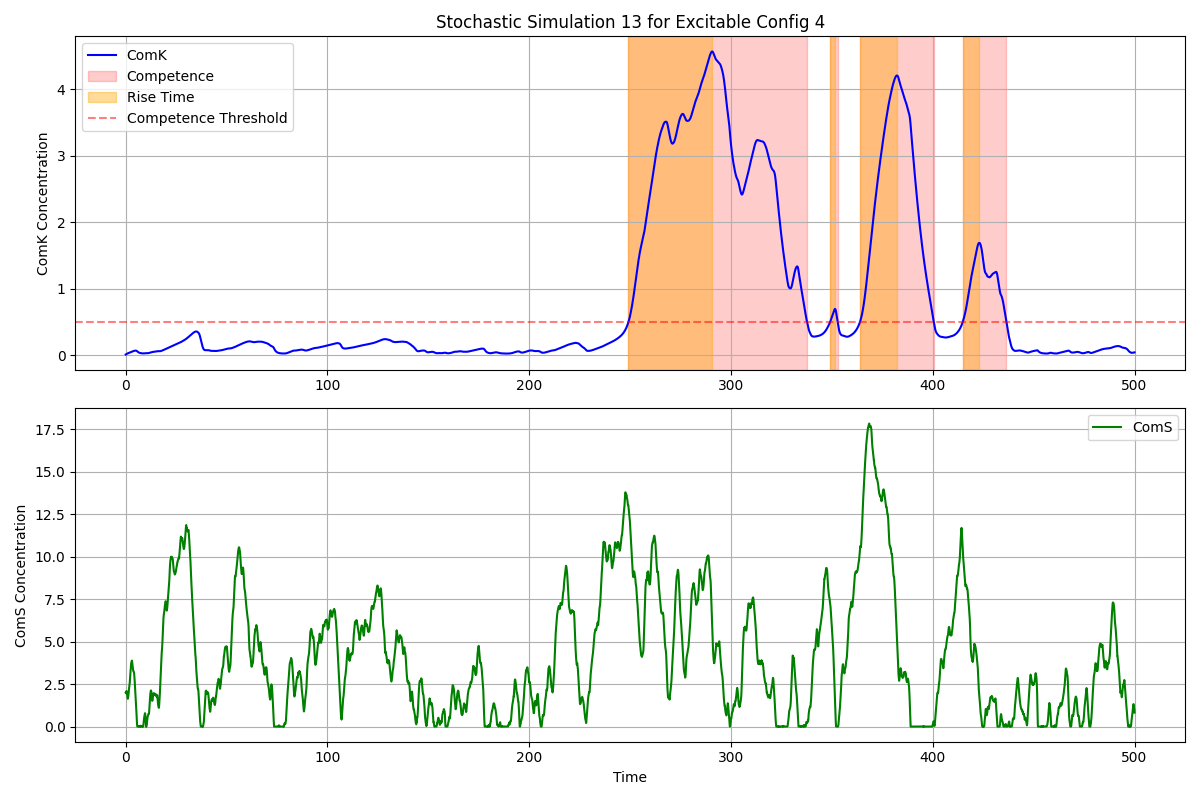 Stochastic Simulation 13 for Excitable Config 4
ComK
Competence
Rise Time
Competence Threshold
ComK Concentration
4
3
2
1
0
0 100 200 300 400 500
ComS
ComS Concentration
17.5
15.0
12.5
10.0
7.5
5.0
2.5
0.0
0 100 200 300 400 500
Time